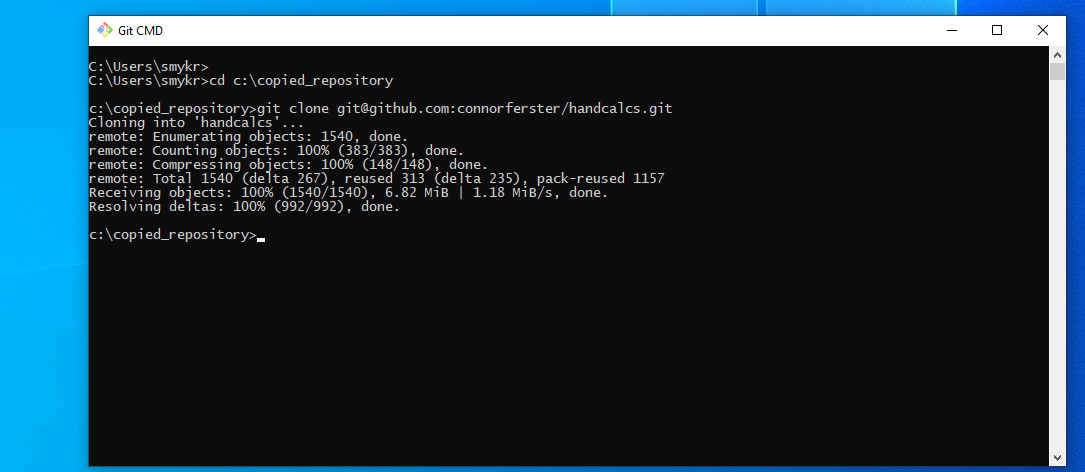 Git CMD
C:\Users\smykr>
C:\Users\smykr>cd c:\copied_repository
c:\copied_repository>git clone git@github.com:connorferster/handcalcs.git
Cloning into 'handcalcs'...
remote: Enumerating objects: 1540, done.
remote: Counting objects: 100% (383/383), done.
remote: Compressing objects: 100% (148/148), done.
remote: Total 1540 (delta 267), reused 313 (delta 235), pack-reused 1157
Receiving objects: 100% (1540/1540), 6.82 MiB | 1.18 MiB/s, done.
Resolving deltas: 100% (992/992), done.
c:\copied_repository>